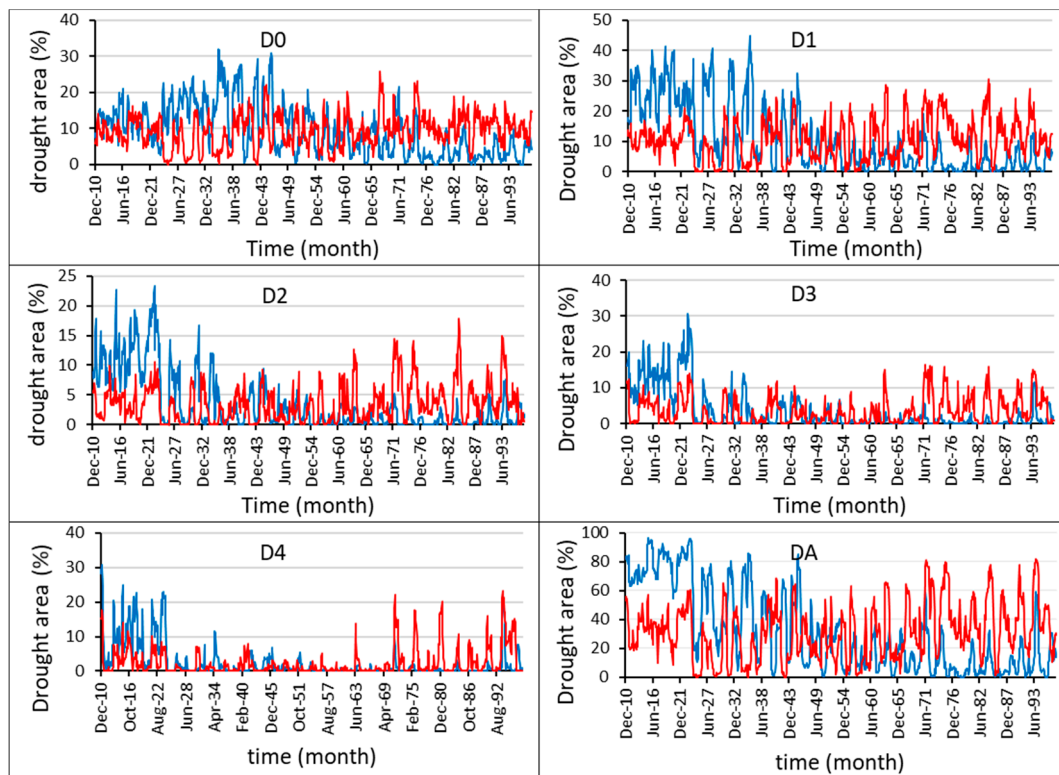 D0
drought area (%)
40
30
20
10
0
Dec-10
Jun-16
Dec-21
Jun-27
Dec-32
Jun-38
Dec-43
Jun-49
Dec-54
Jun-60
Dec-65
Jun-71
Dec-76
Jun-82
Dec-87
Jun-93
Time (month)
D1
Drought area (%)
50
40
30
20
10
0
Dec-10
Jun-16
Dec-21
Jun-27
Dec-32
Jun-38
Dec-43
Jun-49
Dec-54
Jun-60
Dec-65
Jun-71
Dec-76
Jun-82
Dec-87
Jun-93
Time (month)
D2
drought area (%)
25
20
15
10
5
0
Dec-10
Jun-16
Dec-21
Jun-27
Dec-32
Jun-38
Dec-43
Jun-49
Dec-54
Jun-60
Dec-65
Jun-71
Dec-76
Jun-82
Dec-87
Jun-93
Time (month)
D3
drought area (%)
40
30
20
10
0
Dec-10
Jun-16
Dec-21
Jun-27
Dec-32
Jun-38
Dec-43
Jun-49
Dec-54
Jun-60
Dec-65
Jun-71
Dec-76
Jun-82
Dec-87
Jun-93
Time (month)
D4
Drought area (%)
40
30
20
10
0
Dec-10
Oct-16
Aug-22
Jun-28
Apr-34
Feb-40
Dec-45
Oct-51
Aug-57
Jun-63
Apr-69
Feb-75
Dec-80
Oct-86
Aug-92
time (month)
DA
Drought area (%)
100
80
60
40
20
0
Dec-10
Jun-16
Dec-21
Jun-27
Dec-32
Jun-38
Dec-43
Jun-49
Dec-54
Jun-60
Dec-65
Jun-71
Dec-76
Jun-82
Dec-87
Jun-93
time (month)